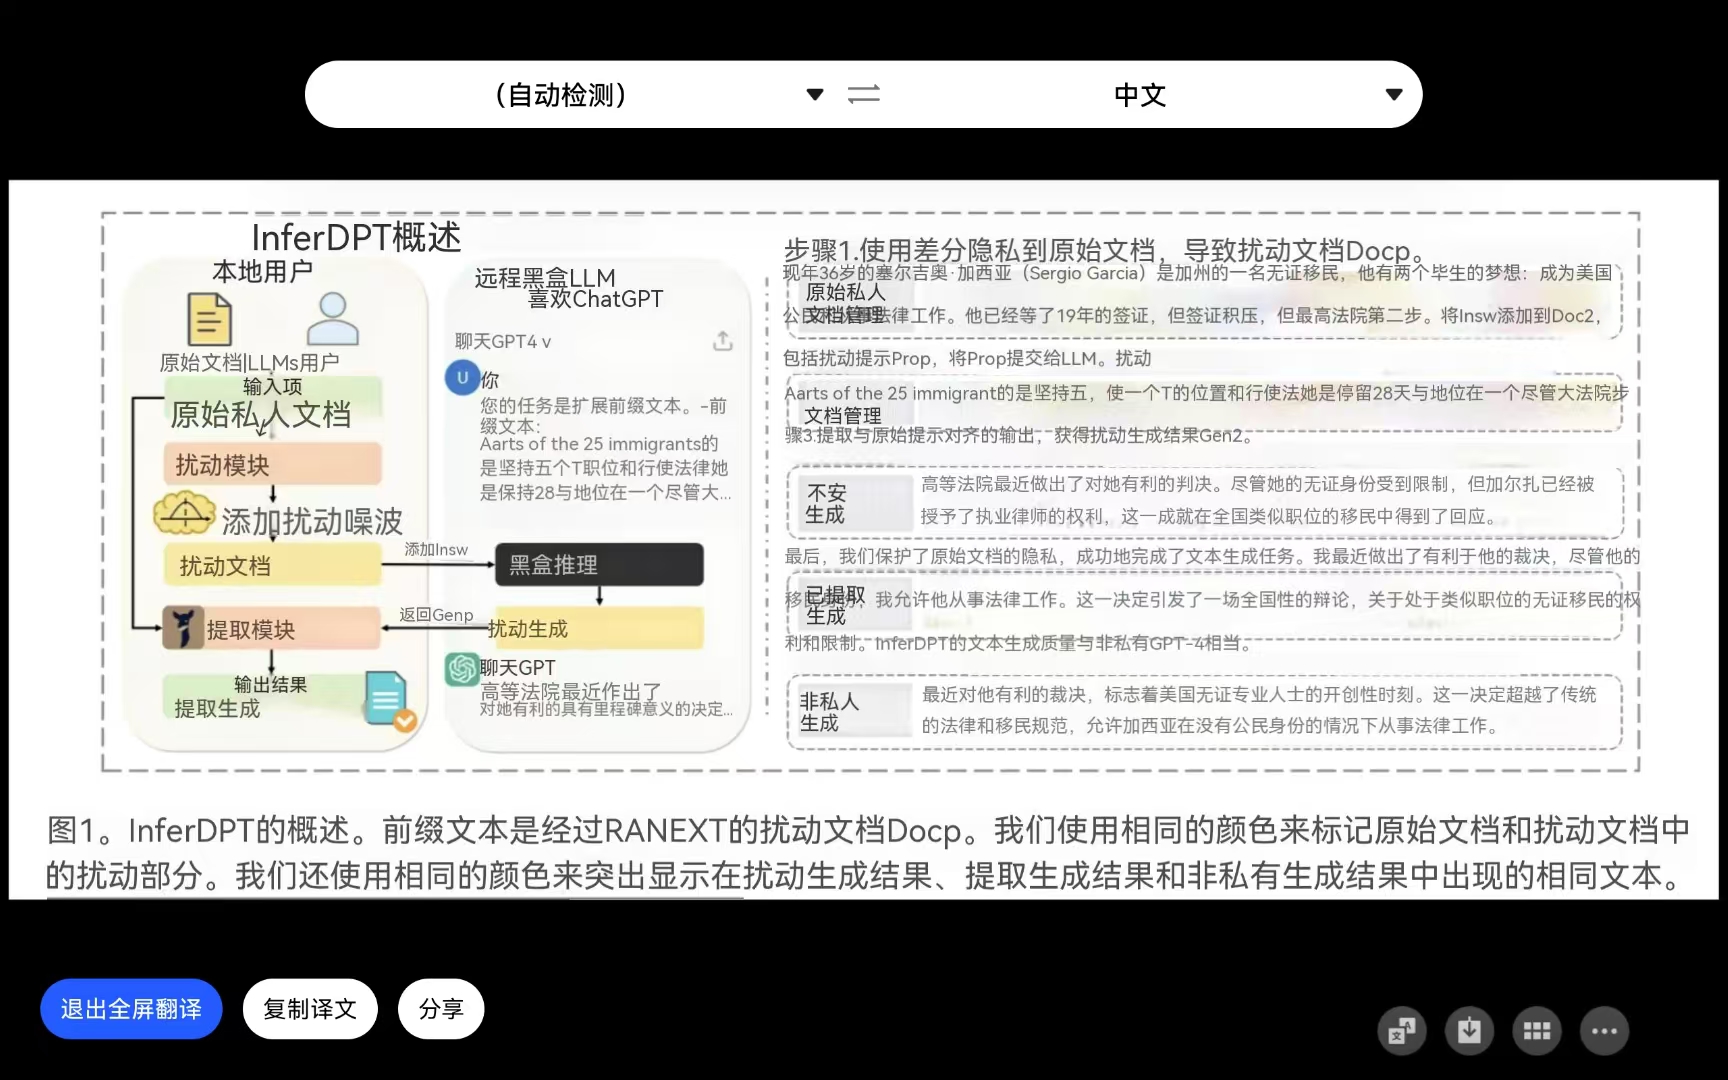 （自动检测）
中文
InferDPT概述
本地用户
原始文档|LLMs用户
输入项
原始私人文档
扰动模块
添加扰动噪波
扰动文档
提取模块
输出结果
提取生成
添加Insw
返回Genp
远程黑盒LLM
喜欢ChatGPT
聊天GPT4 v
U
你
您的任务是扩展前缀文本。-前
缀文本：
Aarts of the 25 immigrants的
是坚持五个T职位和行使法律她
是保持28与地位在一个尽管大...
黑盒推理
扰动生成
聊天GPT
高等法院最近作出了
对她有利的具有里程碑意义的决定...
步骤1.使用差分隐私到原始文档，导致扰动文档Docp。
现年36岁的塞尔吉奥·加西亚（Sergio Garcia）是加州的一名无证移民，他有两个毕生的梦想：成为美国
原始私人
文档管理
律工作。他已经等了19年的签证，但签证积压，但最高法院第二步。将Insw添加到Doc2，
包括扰动提示Prop，将Prop提交给LLM。扰动
Aarts of the 25 immigrant的是坚持五，使一个T的位置和行使法她是停留28天与地位在一个尽管大法院步
文档管理
骤3.提取与原始提示对齐的输出，获得扰动生成结果Gen2。
不安
生成
高等法院最近做出了对她有利的判决。尽管她的无证身份受到限制，但加尔扎已经被
授予了执业律师的权利，这一成就在全国类似职位的移民中得到了回应。
最后，我们保护了原始文档的隐私，成功地完成了文本生成任务。我最近做出了有利于他的裁决，尽管他的
已提取
生成
我允许他从事法律工作。这一决定引发了一场全国性的辩论，关于处于类似职位的无证移民的权
利和限制。InferDPT的文本生成质量与非私有GPT-4相当。
非私人
生成
最近对他有利的裁决，标志着美国无证专业人士的开创性时刻。这一决定超越了传统
的法律和移民规范，允许加西亚在没有公民身份的情况下从事法律工作。
图1。InferDPT的概述。前缀文本是经过RANEXT的扰动文档Docp。我们使用相同的颜色来标记原始文档和扰动文档中
的扰动部分。我们还使用相同的颜色来突出显示在扰动生成结果、提取生成结果和非私有生成结果中出现的相同文本。
退出全屏翻译
复制译文
分享